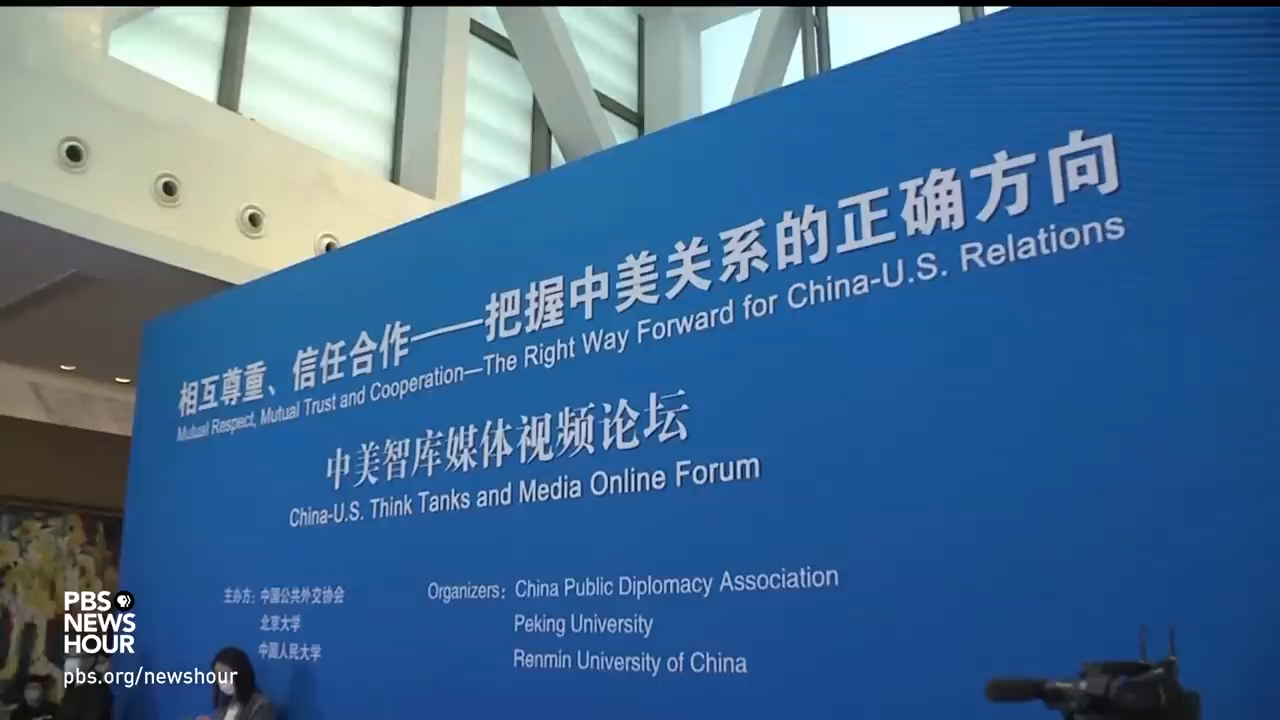 相互尊重、信任合作——把握中美关系的正确方向
Mutual Respect, Mutual Trust and Cooperation—The Right Way Forward for China-U.S. Relations
中美智库媒体视频论坛
China-U.S. Think Tanks and Media Online Forum
主办方：中国公共外交协会
北京大学
中国人民大学
Organizers: China Public Diplomacy Association
Peking University
Renmin University of China
PBS
NEWS
HOUR
pbs.org/newshour